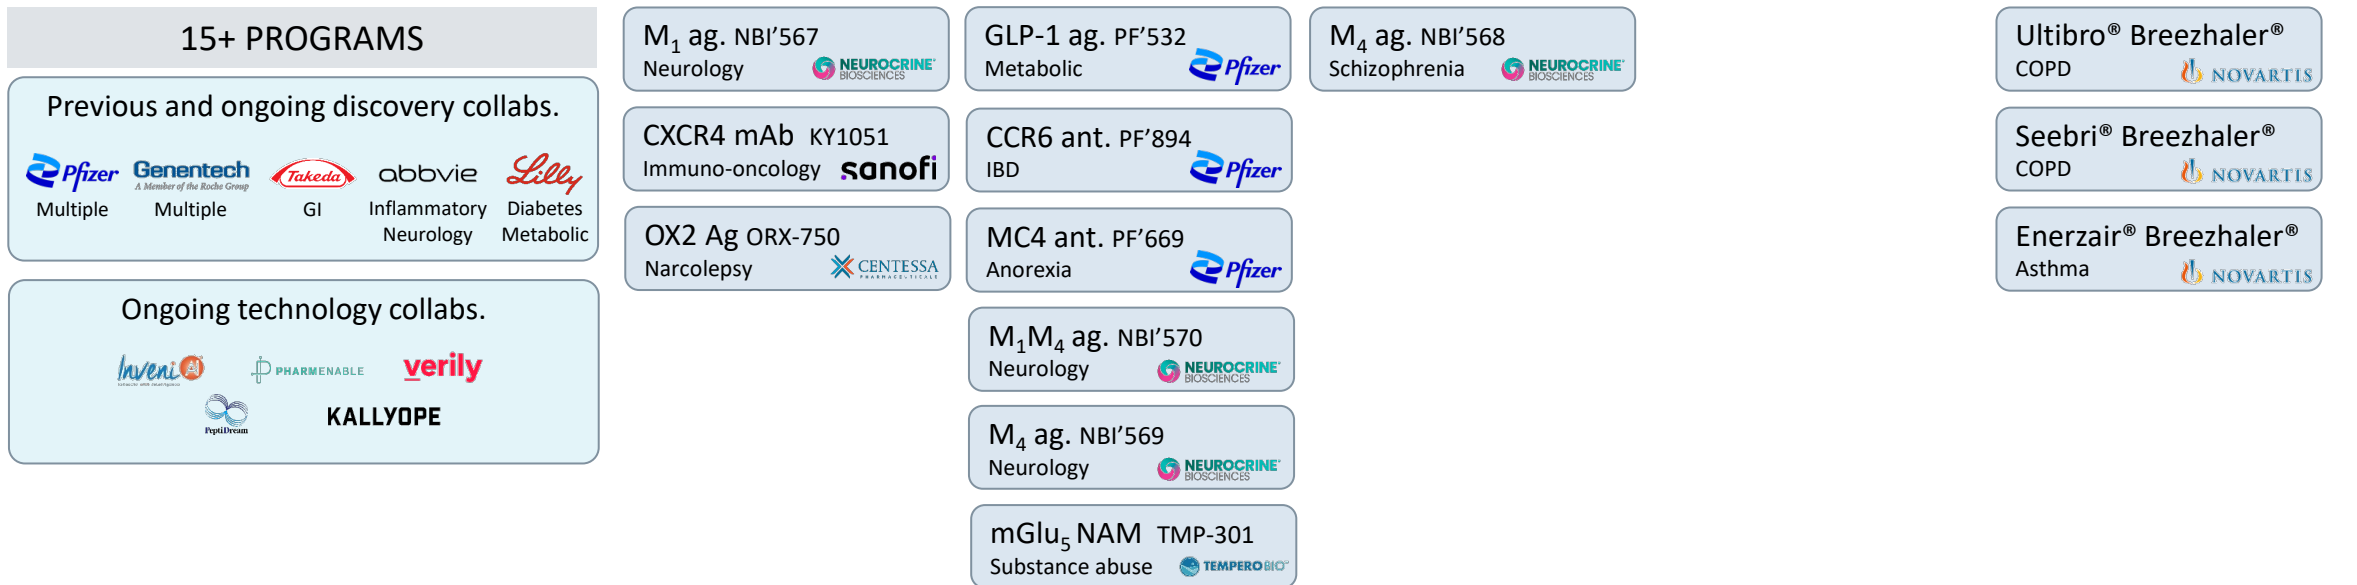 15+ PROGRAMS
Previous and ongoing discovery collabs.
Pfizer
Multiple
Genentech
A Member of the Roche Group
Multiple
Takeda
GI
abbvie
Inflammatory
Neurology
Lilly
Diabetes
Metabolic
Ongoing technology collabs.
InveniAI
PHARMENABLE
verily
PeptiDream
KALLYOPE
M₁ ag. NBI’567
Neurology
NEUROCRINE
BIOSCIENCES
CXCR4 mAb KY1051
Immuno-oncology
sanofi
OX2 Ag ORX-750
Narcolepsy
CENTESSA
PHARMACEUTICALS
GLP-1 ag. PF’532
Metabolic
Pfizer
CCR6 ant. PF’894
IBD
Pfizer
MC4 ant. PF’669
Anorexia
Pfizer
M₁M₄ ag. NBI’570
Neurology
NEUROCRINE
BIOSCIENCES
M₄ ag. NBI’569
Neurology
NEUROCRINE
BIOSCIENCES
mGlu₅ NAM TMP-301
Substance abuse
TEMPERO BIO
M₄ ag. NBI’568
Schizophrenia
NEUROCRINE
BIOSCIENCES
Ultibro® Breezhaler®
COPD
NOVARTIS
Seebri® Breezhaler®
COPD
NOVARTIS
Enerzair® Breezhaler®
Asthma
NOVARTIS